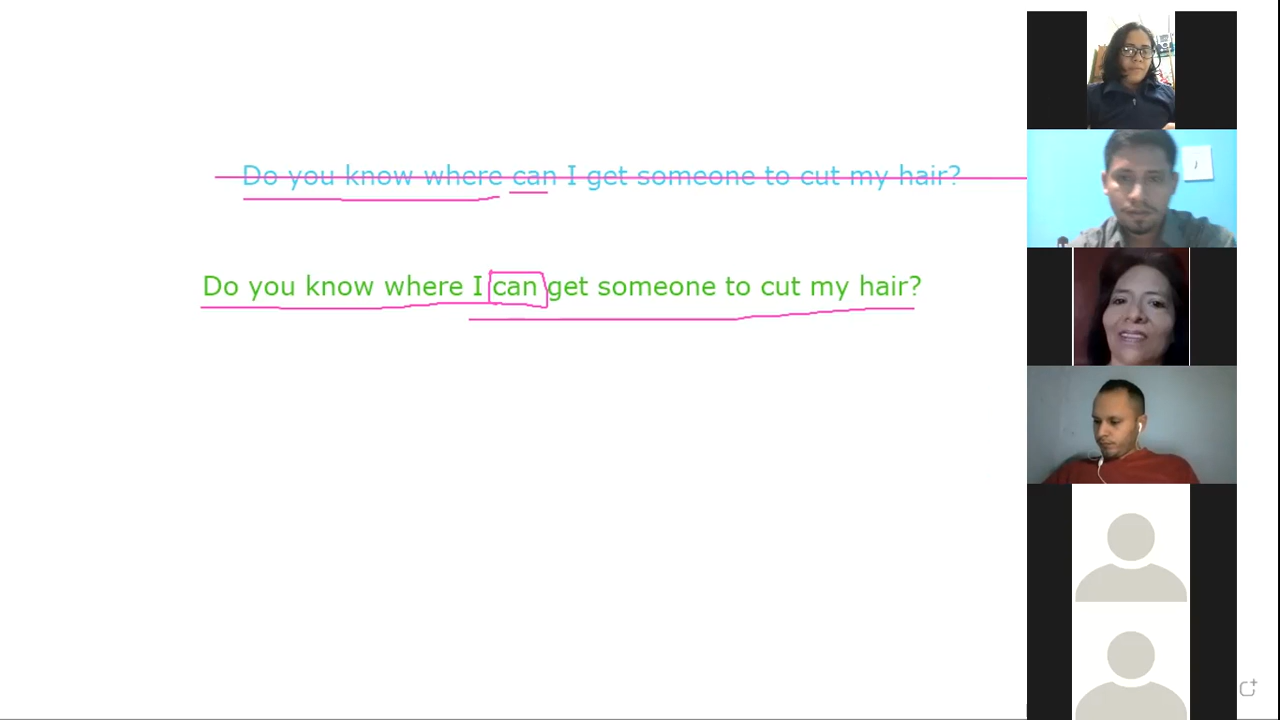 Do you know where can I get someone to cut my hair?
Do you know where I can get someone to cut my hair?